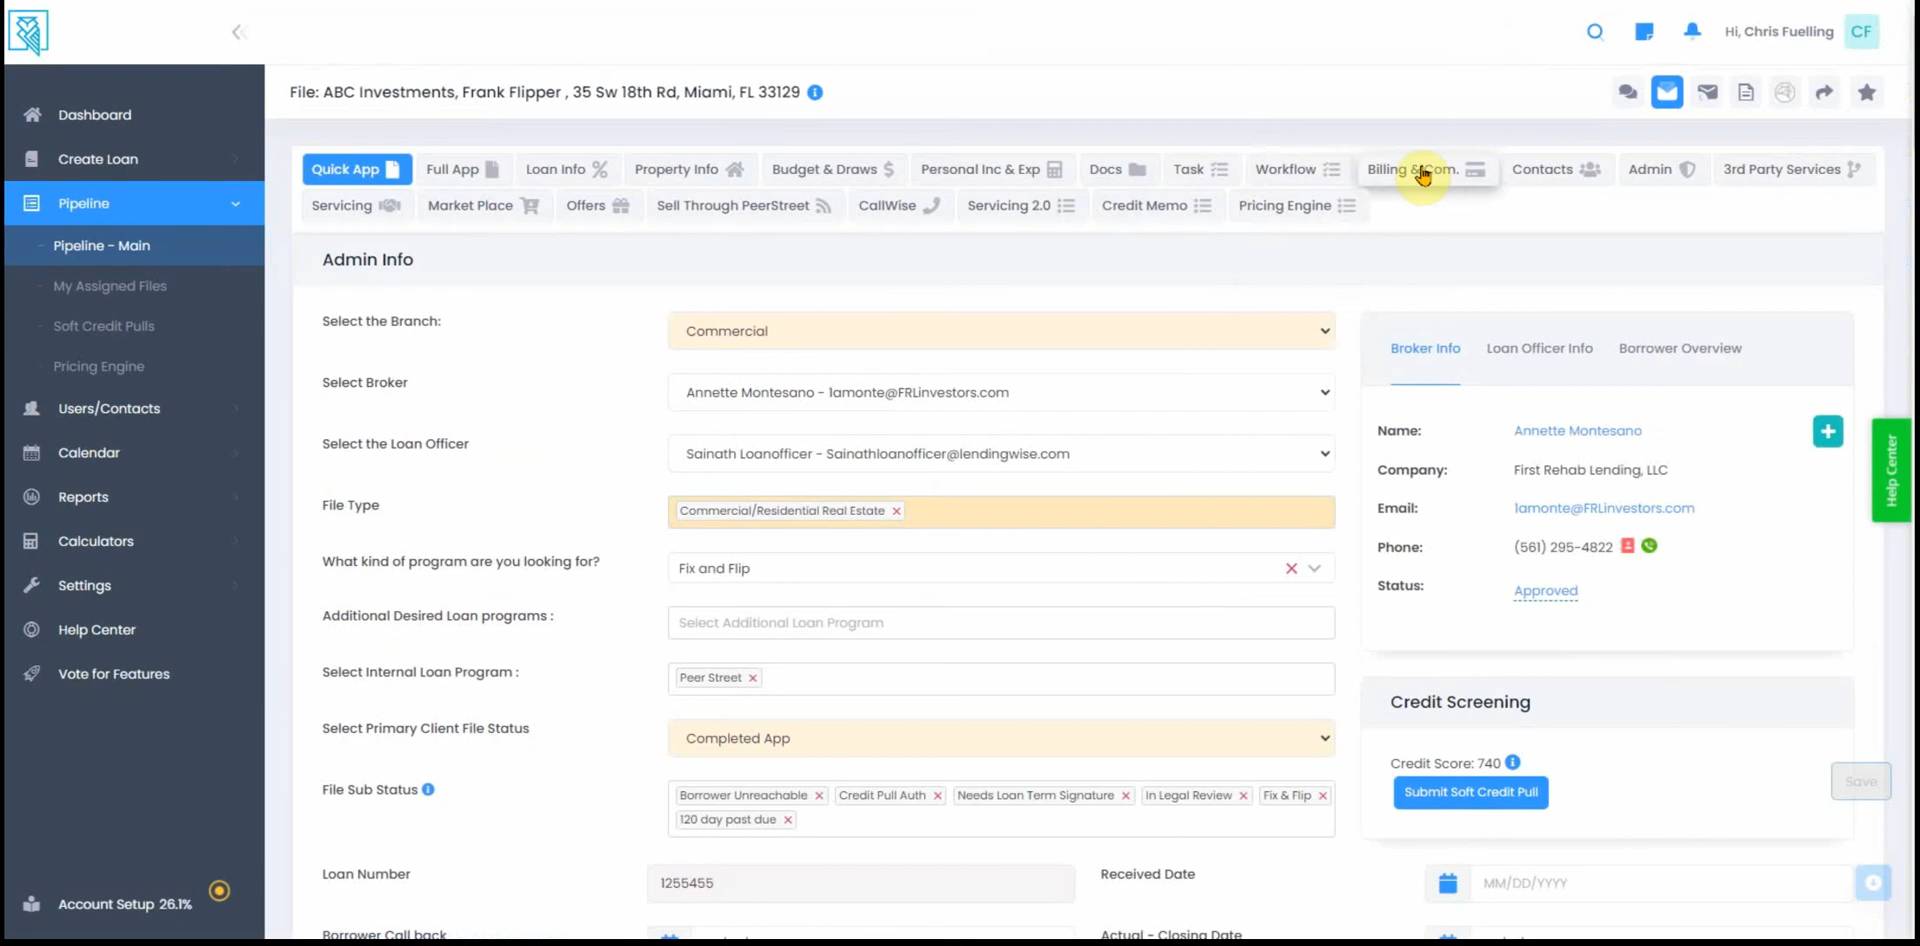 Hi, Chris Fuelling CF
File: ABC Investments, Frank Flipper , 35 Sw 18th Rd, Miami, FL 33129
Dashboard
Create Loan
Pipeline
Pipeline - Main
My Assigned Files
Soft Credit Pulls
Pricing Engine
Users/Contacts
Calendar
Reports
Calculators
Settings
Help Center
Vote for Features
Account Setup 26.1%
Quick App Full App Loan Info Property Info Budget & Draws Personal Inc & Exp Docs Task Workflow Billing & Com. Contacts Admin 3rd Party Services
Servicing Market Place Offers Sell Through PeerStreet CallWise Servicing 2.0 Credit Memo Pricing Engine
Admin Info
Select the Branch: Commercial
Select Broker Annette Montesano - lamonte@FRLinvestors.com
Select the Loan Officer Sainath Loanofficer - Sainathloanofficer@lendingwise.com
File Type Commercial/Residential Real Estate
What kind of program are you looking for? Fix and Flip
Additional Desired Loan programs : Select Additional Loan Program
Select Internal Loan Program : Peer Street
Select Primary Client File Status Completed App
File Sub Status Borrower Unreachable Credit Pull Auth Needs Loan Term Signature In Legal Review Fix & Flip
120 day past due
Loan Number 1255455 Received Date MM/DD/YYYY
Borrower Call back Actual - Closing Date
Broker Info Loan Officer Info Borrower Overview
Name: Annette Montesano
Company: First Rehab Lending, LLC
Email: lamonte@FRLinvestors.com
Phone: (561) 295-4822
Status: Approved
Credit Screening
Credit Score: 740
Submit Soft Credit Pull
Save
Help Center